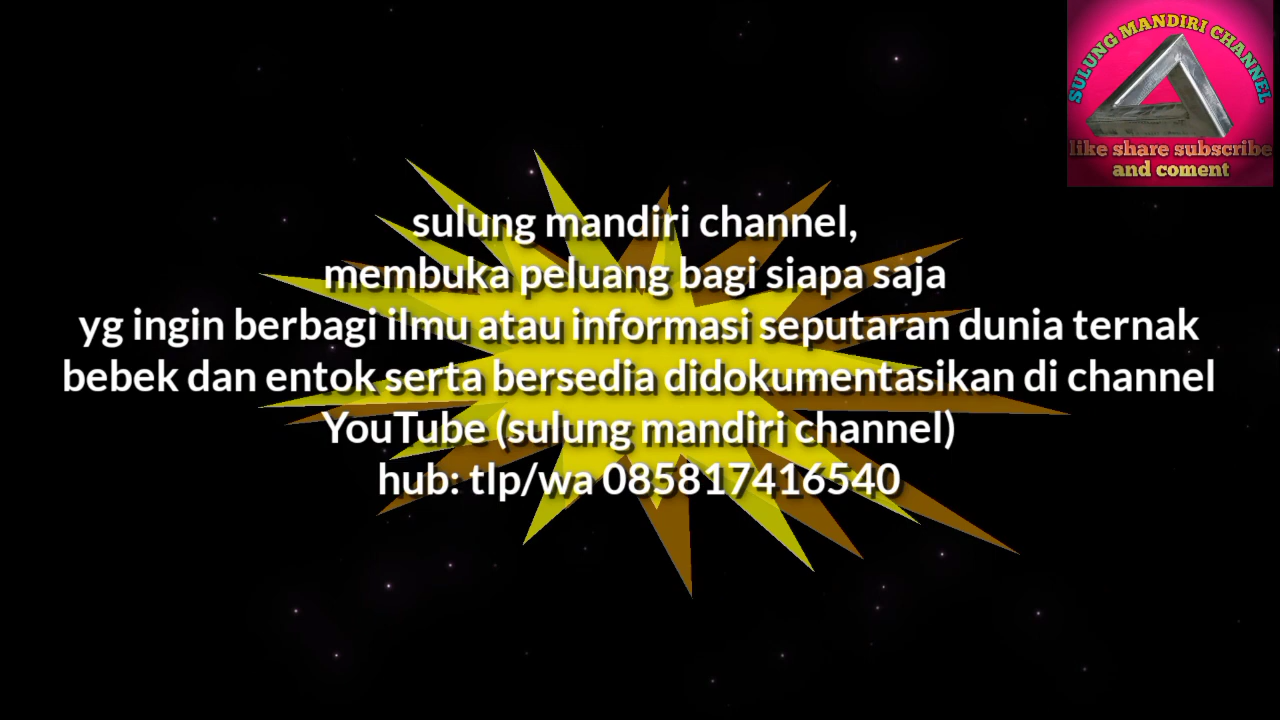 SULUNG MANDIRI CHANNEL
like share subscribe
and coment
sulung mandiri channel,
membuka peluang bagi siapa saja
yg ingin berbagi ilmu atau informasi seputaran dunia ternak
bebek dan entok serta bersedia didokumentasikan di channel
YouTube (sulung mandiri channel)
hub: tlp/wa 085817416540